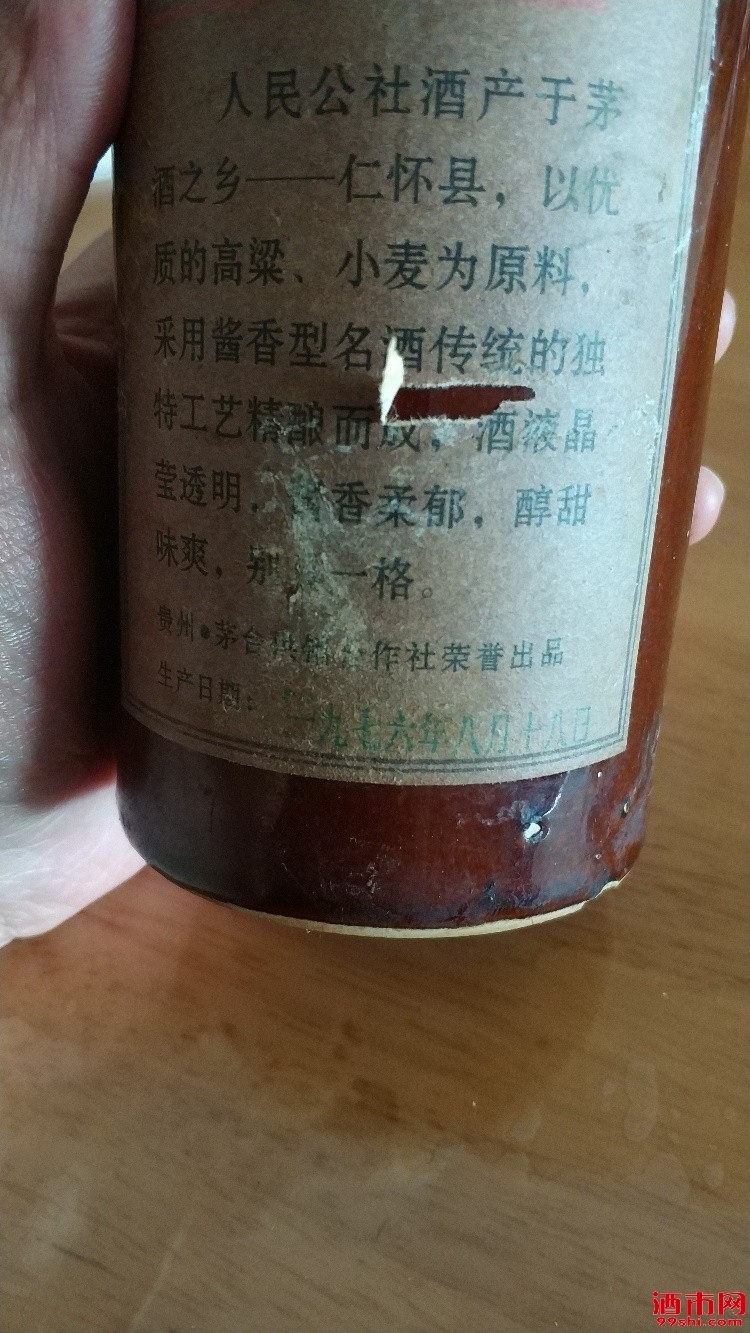 人民公社酒产于茅
酒之乡——仁怀县，以优
质的高粱、小麦为原料，
采用酱香型名酒传统的独
特工艺精酿而成，酒液晶
莹透明，香柔郁，醇甜
味爽，别一格。
贵州●茅台供销合作社荣誉出品
生产日期：一九七六年八月十八日
酒市网
99shi.com